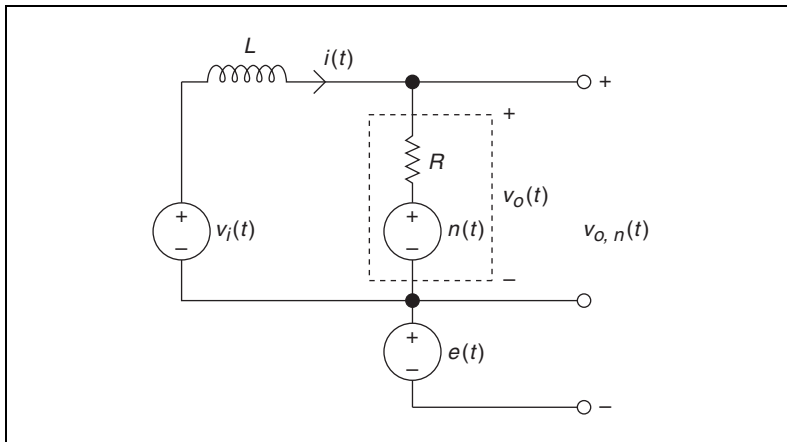 L
i(t)
+
+
R
v_o(t)
+
−
v_i(t)
+
−
n(t)
v_{o, n}(t)
−
+
−
e(t)
−